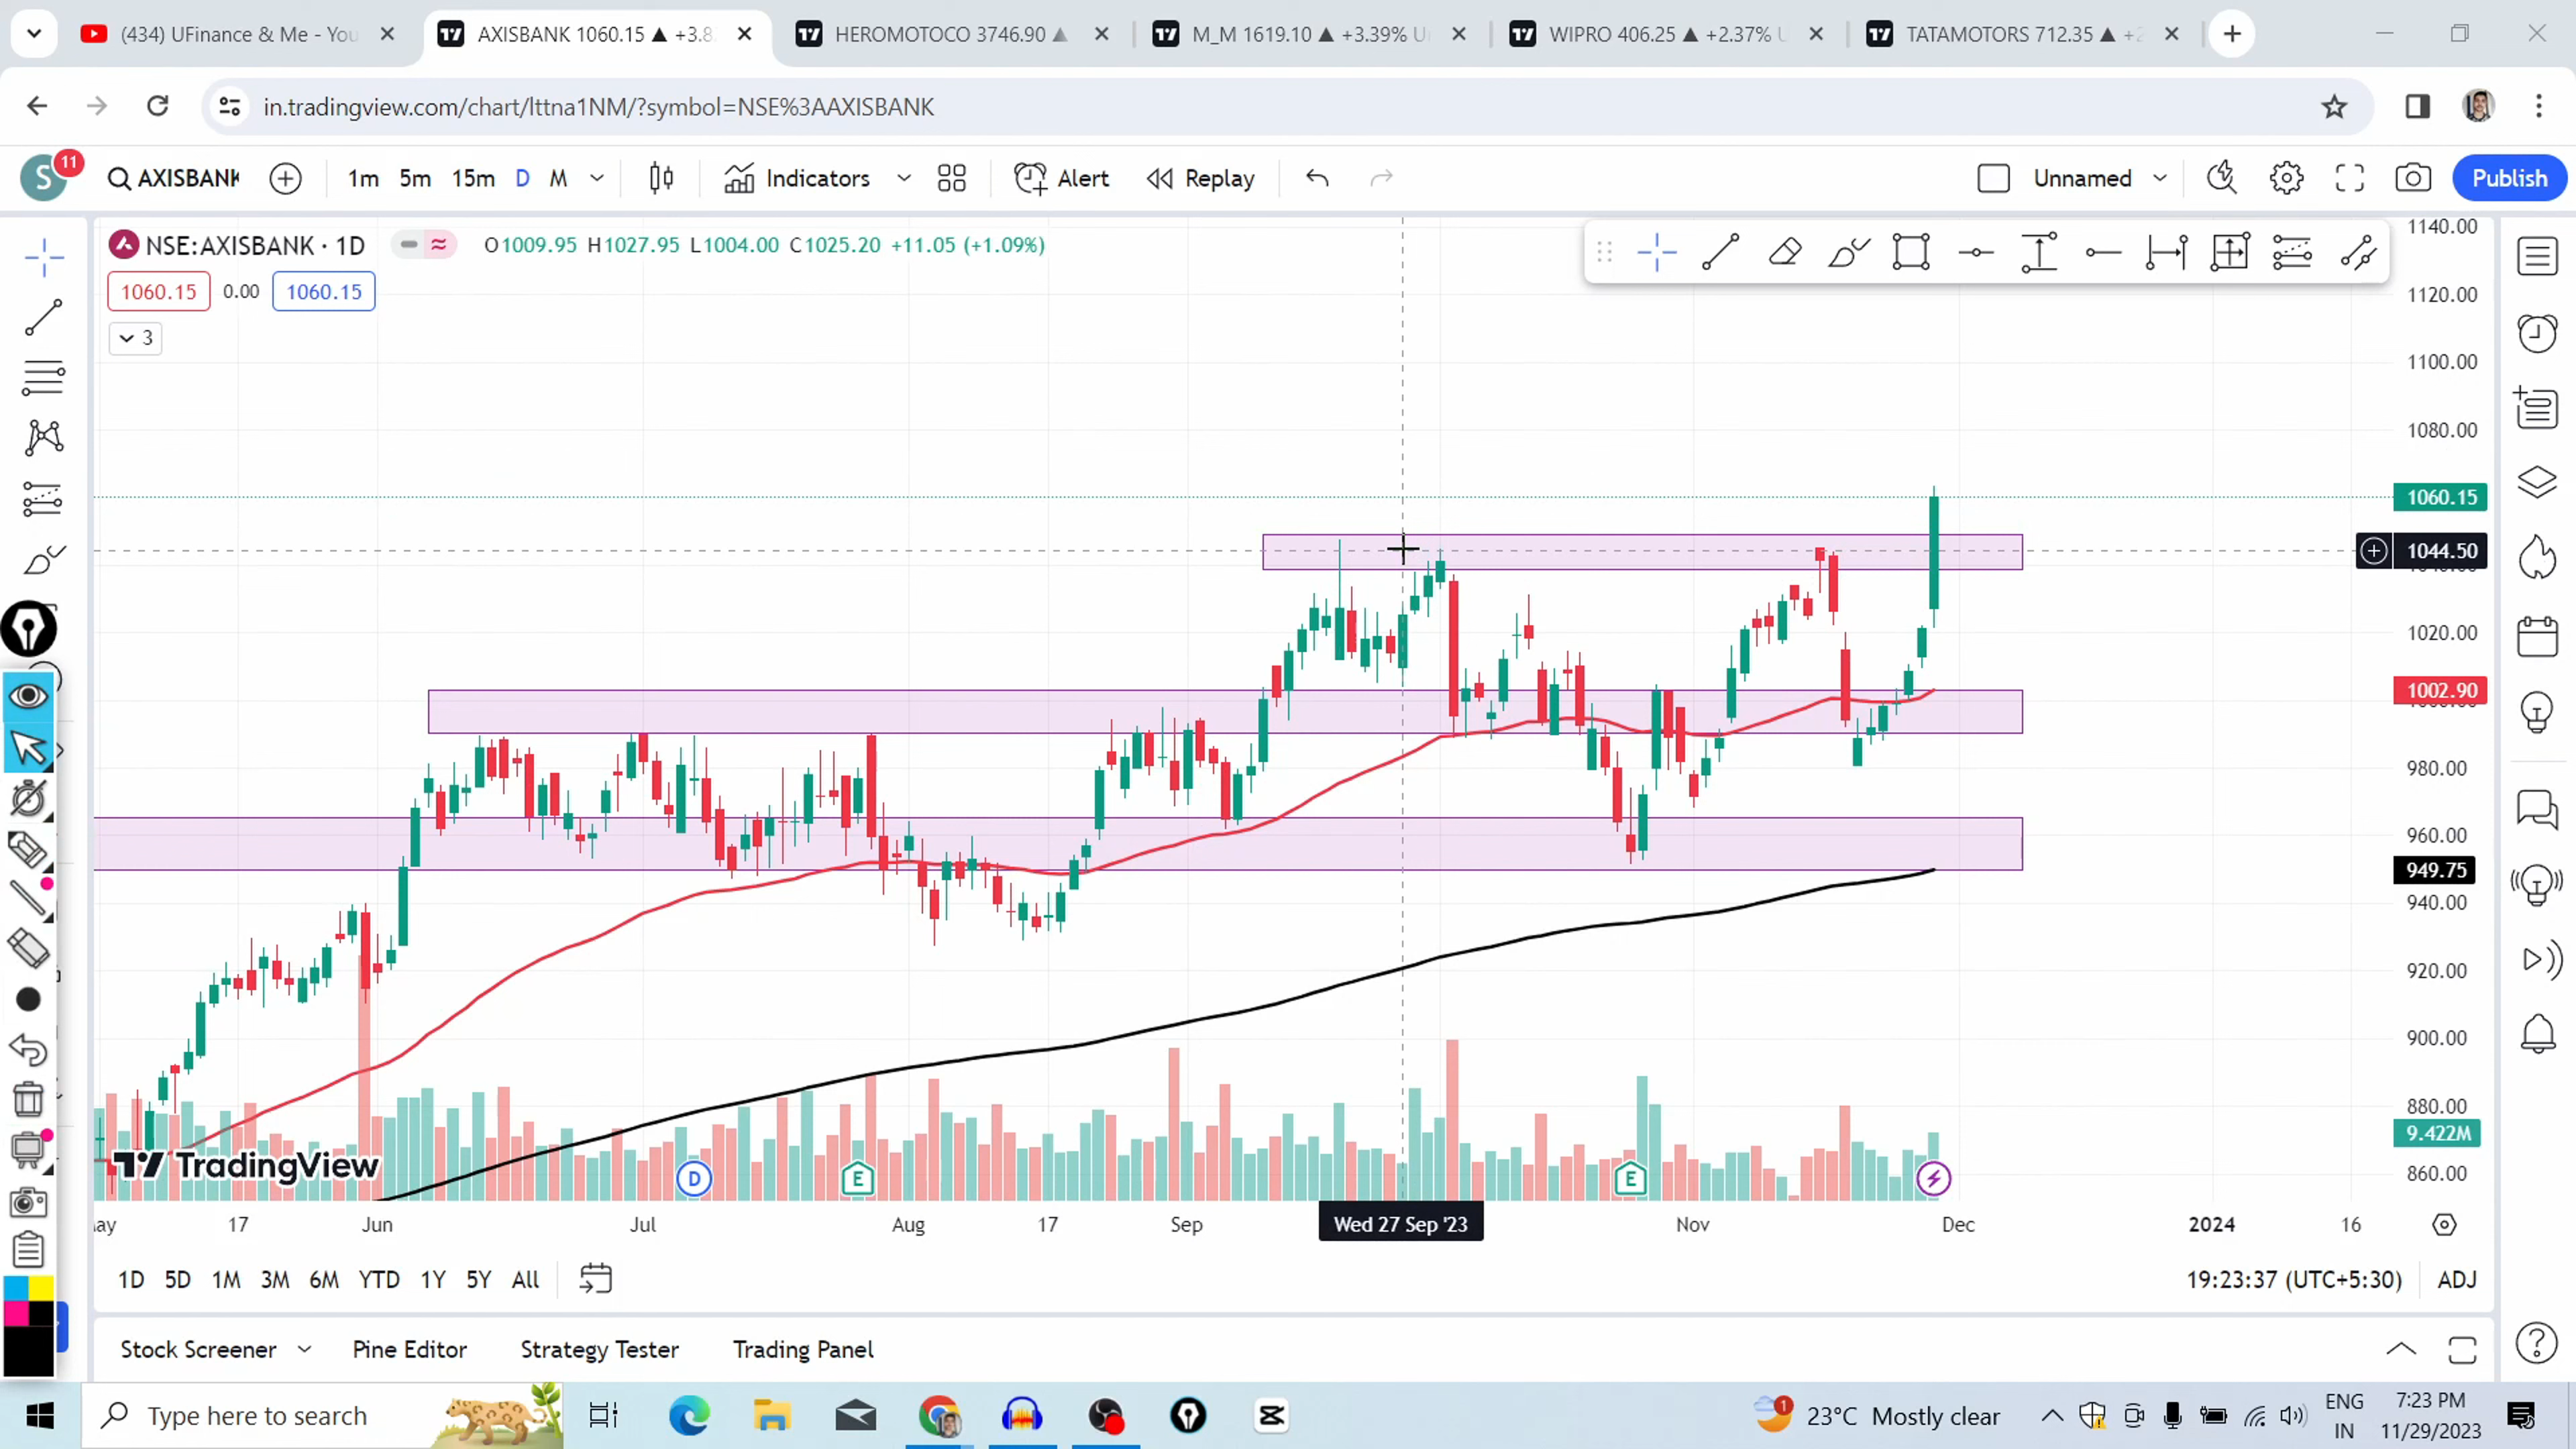 (434) UFinance & Me - You
AXISBANK 1060.15 ▲ +3.8
HEROMOTOCO 3746.90 ▲
M_M 1619.10 ▲ +3.39% U
WIPRO 406.25 ▲ +2.37% U
TATAMOTORS 712.35 ▲ +2
in.tradingview.com/chart/lttna1NM/?symbol=NSE%3AAXISBANK
S
11
AXISBANK
1m
5m
15m
D
M
Indicators
Alert
Replay
Unnamed
Publish
NSE:AXISBANK · 1D
O1009.95 H1027.95 L1004.00 C1025.20 +11.05 (+1.09%)
1060.15
0.00
1060.15
3
1140.00
1120.00
1100.00
1080.00
1060.15
1044.50
1020.00
1002.90
980.00
960.00
949.75
940.00
920.00
900.00
880.00
9.422M
860.00
TradingView
D
E
E
ay
17
Jun
Jul
Aug
17
Sep
Wed 27 Sep '23
Nov
Dec
2024
16
1D
5D
1M
3M
6M
YTD
1Y
5Y
All
19:23:37 (UTC+5:30)
ADJ
Stock Screener
Pine Editor
Strategy Tester
Trading Panel
Type here to search
1
23°C Mostly clear
ENG
IN
7:23 PM
11/29/2023